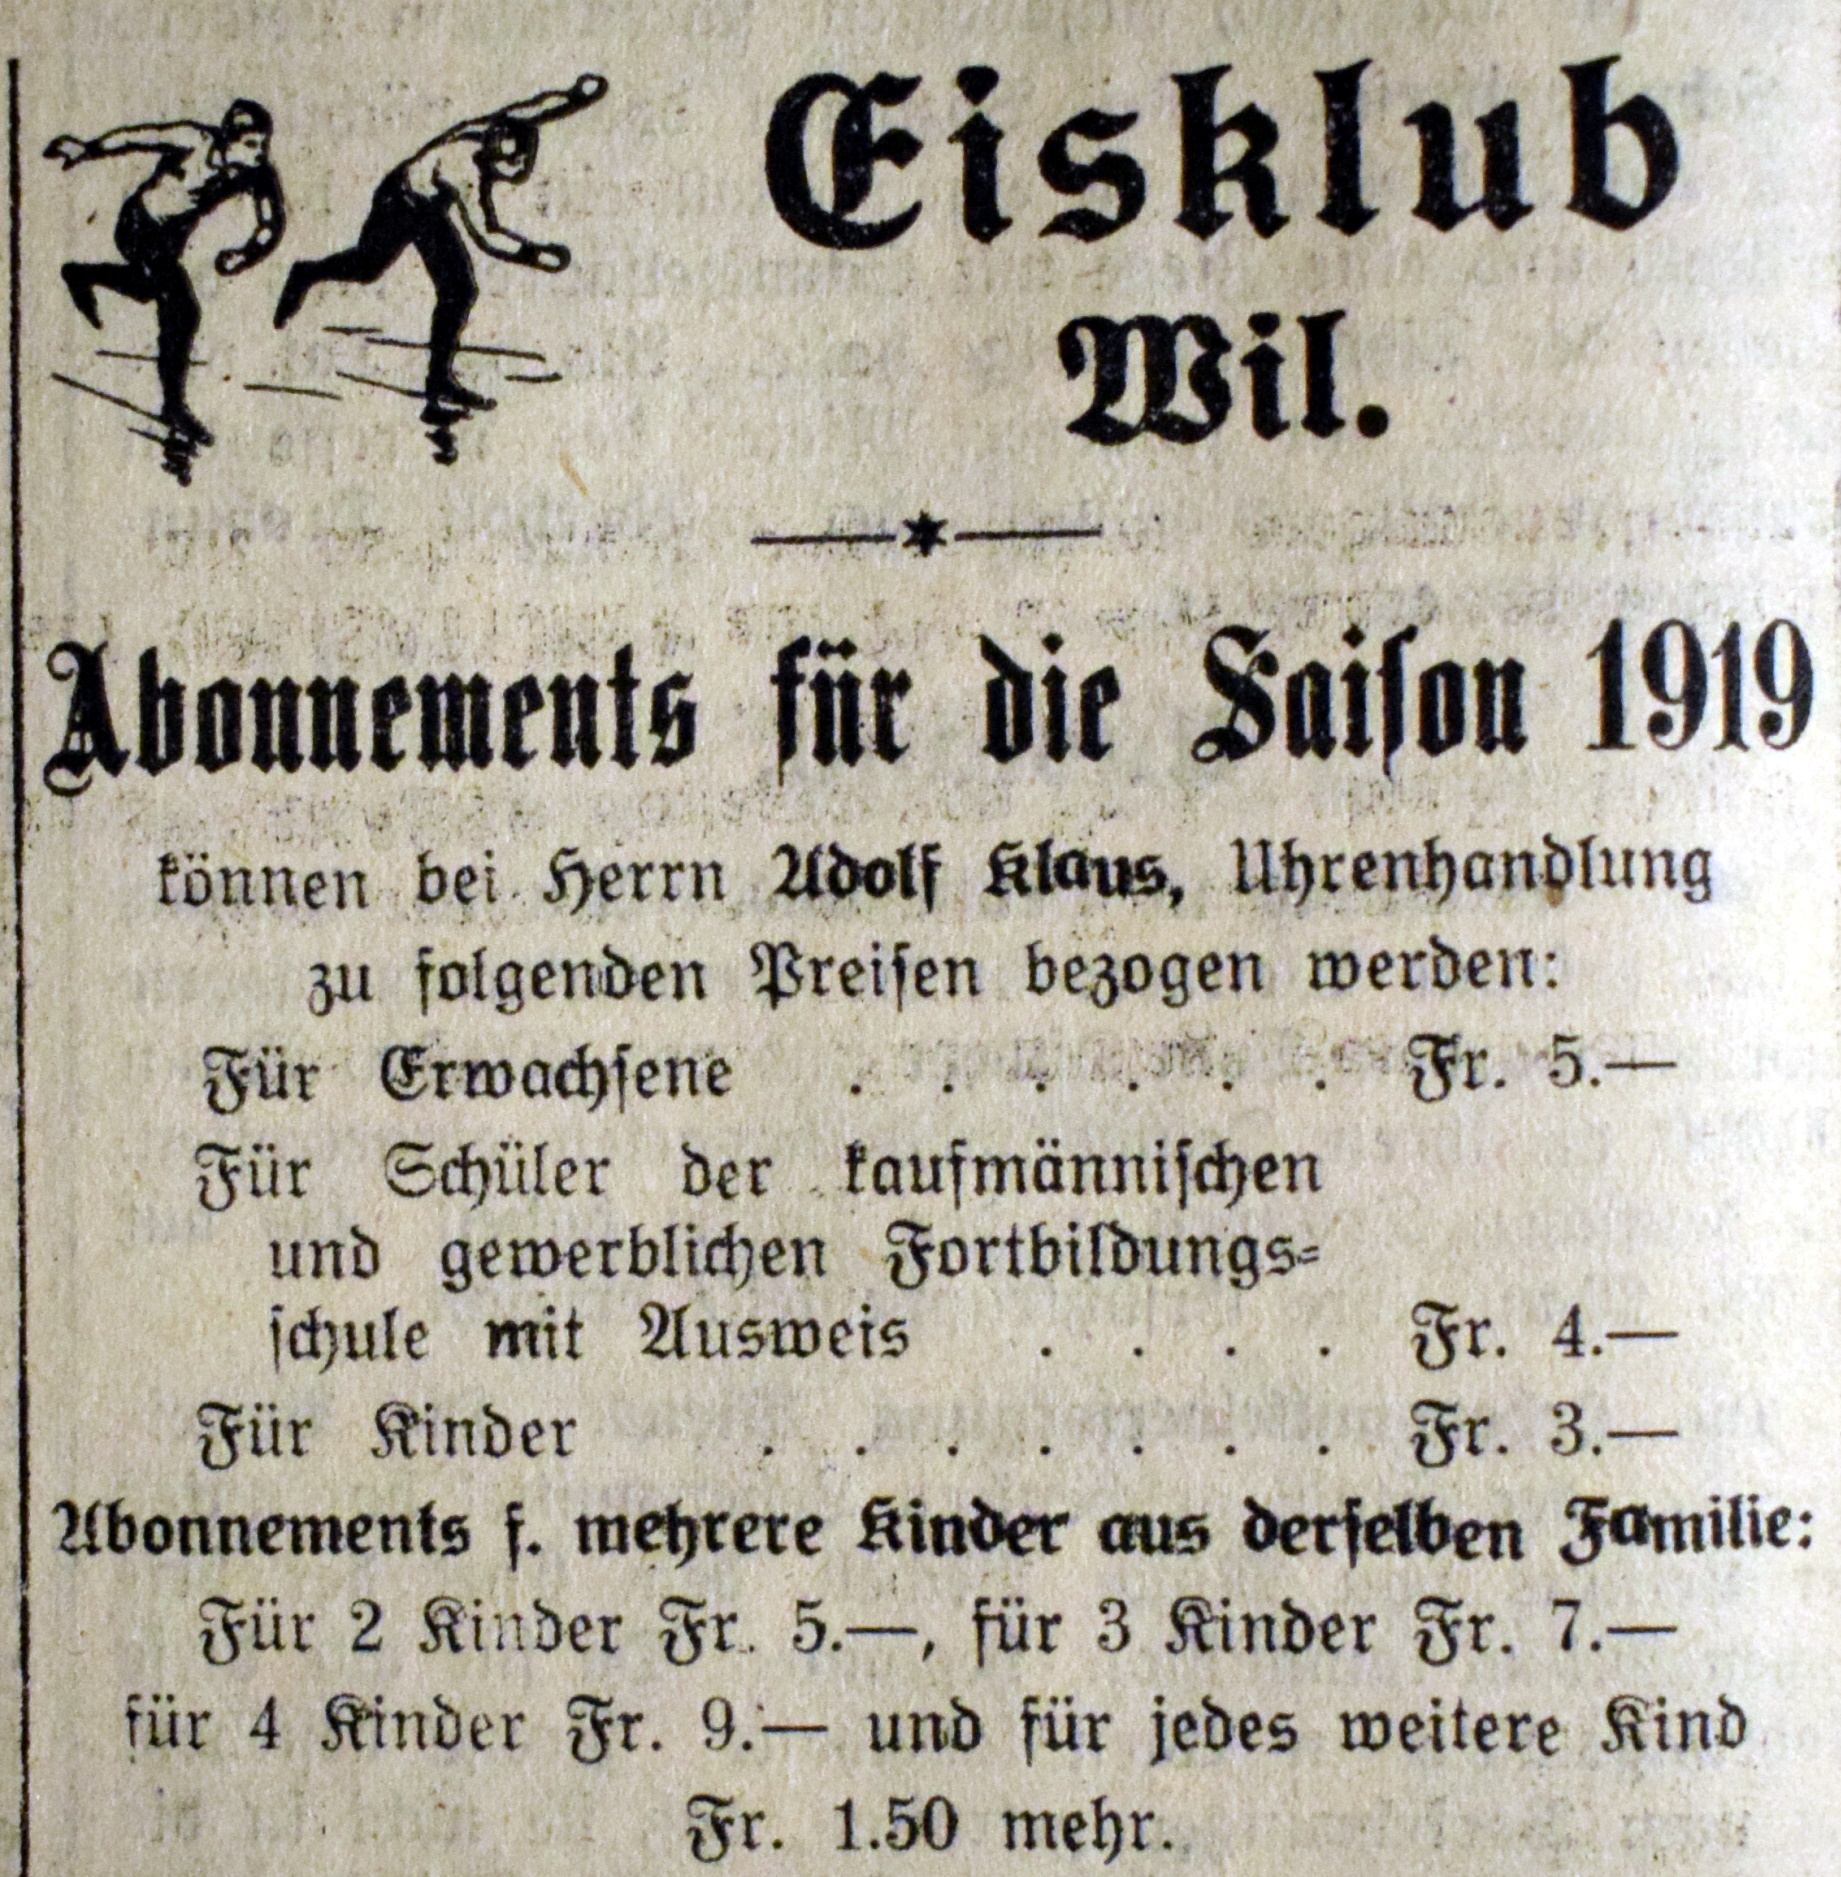 Eisklub
Wil.
Abonnements für die Saison 1919
können bei Herrn Adolf Klaus, Uhrenhandlung
zu folgenden Preisen bezogen werden:
Für Erwachsene . . . . . . Fr. 5.—
Für Schüler der kaufmännischen
und gewerblichen Fortbildungs-
schule mit Ausweis . . . . Fr. 4.—
Für Kinder . . . . . . . Fr. 3.—
Abonnements f. mehrere Kinder aus derselben Familie:
Für 2 Kinder Fr. 5.—, für 3 Kinder Fr. 7.—
für 4 Kinder Fr. 9.— und für jedes weitere Kind
Fr. 1.50 mehr.